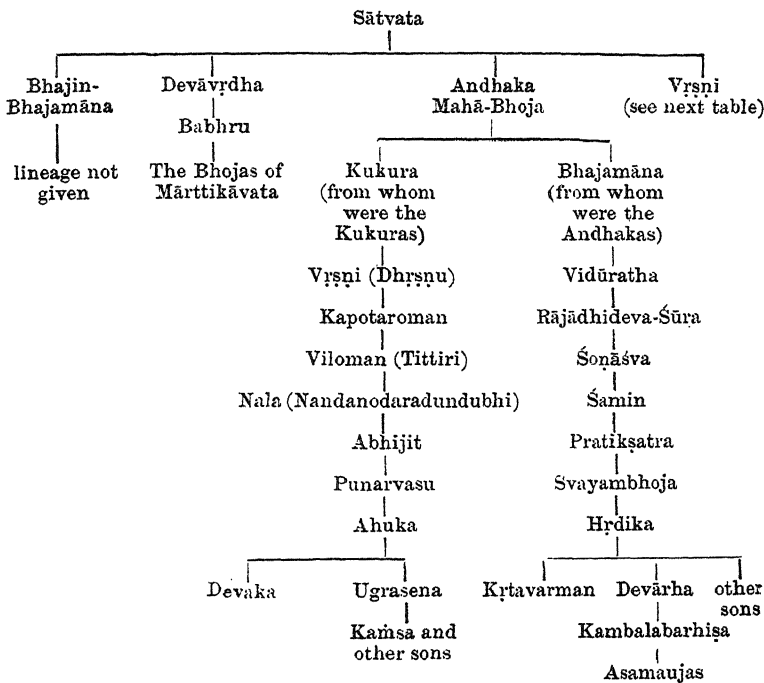 Sātvata
Bhajin-
Bhajamāna
Devāvṛdha
Andhaka
Mahā-Bhoja
Vṛṣṇi
(see next table)
Babhru
lineage not
given
The Bhojas of
Mārttikāvata
Kukura
(from whom
were the
Kukuras)
Bhajamāna
(from whom
were the
Andhakas)
Vṛṣṇi (Dhṛṣṇu)
Vidūratha
Kapotaroman
Rājādhideva-Śūra
Viloman (Tittiri)
Śoṇāśva
Nala (Nandanodaradundubhi)
Śamin
Abhijit
Pratikṣatra
Punarvasu
Svayambhoja
Ahuka
Hṛdika
Devaka
Ugrasena
Kṛtavarman
Devārha
other
sons
Kaṁsa and
other sons
Kambalabarhiṣa
Asamaujas